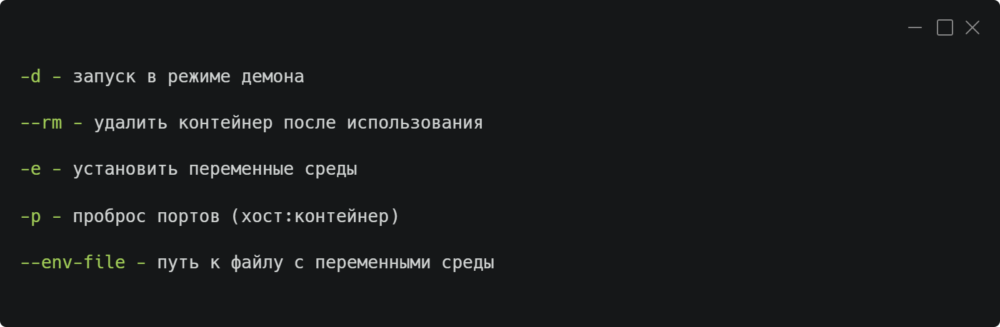 -d - запуск в режиме демона
--rm - удалить контейнер после использования
-e - установить переменные среды
-p - проброс портов (хост:контейнер)
--env-file - путь к файлу с переменными среды